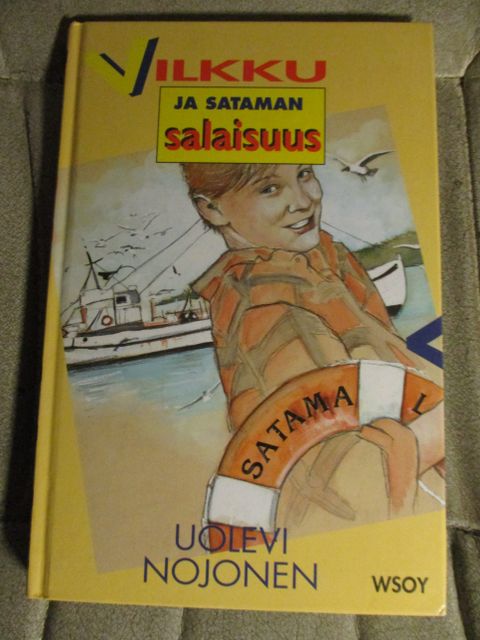 VILKKU
JA SATAMAN
salaisuus
SATAMA L
UOLEVI
NOJONEN
WSOY